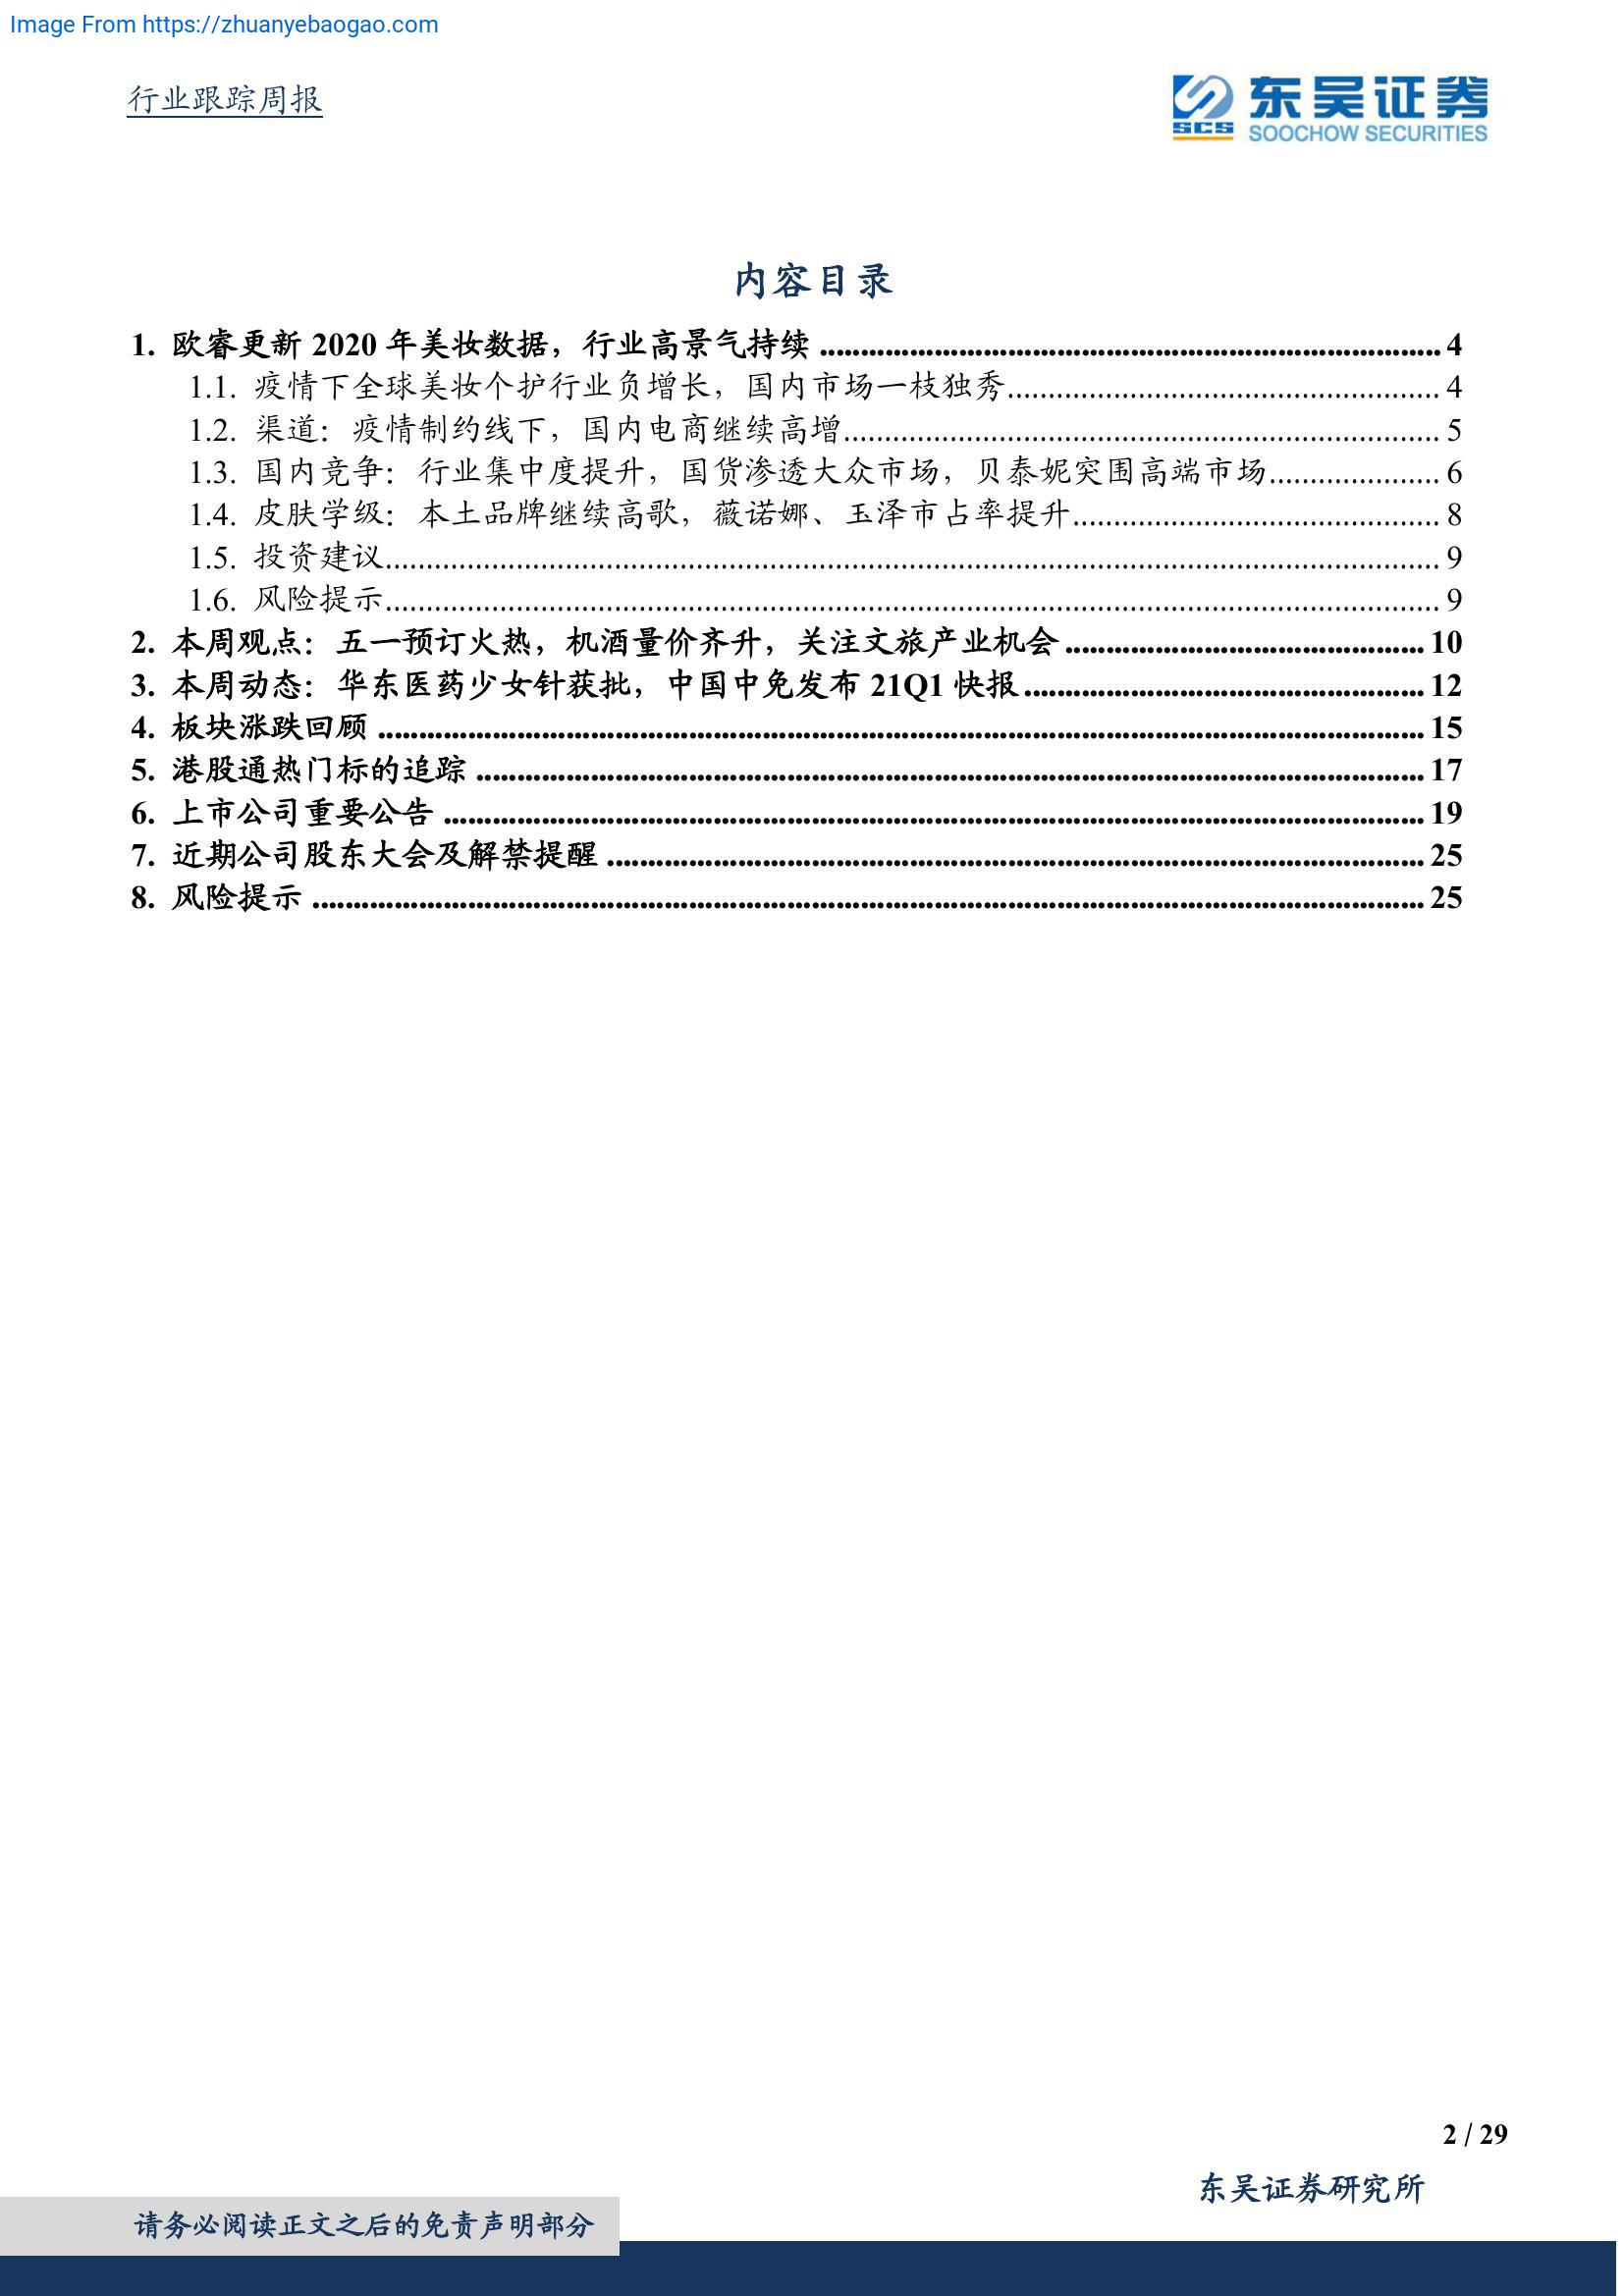 Image From https://zhuanyebaogao.com
行业跟踪周报
东吴证券
SCS
SOOCHOW SECURITIES
内容目录
1. 欧睿更新 2020 年美妆数据，行业高景气持续 ........ 4
1.1. 疫情下全球美妆个护行业负增长，国内市场一枝独秀........ 4
1.2. 渠道：疫情制约线下，国内电商继续高增........ 5
1.3. 国内竞争：行业集中度提升，国货渗透大众市场，贝泰妮突围高端市场........ 6
1.4. 皮肤学级：本土品牌继续高歌，薇诺娜、玉泽市占率提升........ 8
1.5. 投资建议........ 9
1.6. 风险提示........ 9
2. 本周观点：五一预订火热，机酒量价齐升，关注文旅产业机会 ........ 10
3. 本周动态：华东医药少女针获批，中国中免发布 21Q1 快报........ 12
4. 板块涨跌回顾 ........ 15
5. 港股通热门标的追踪 ........ 17
6. 上市公司重要公告 ........ 19
7. 近期公司股东大会及解禁提醒 ........ 25
8. 风险提示 ........ 25
2 / 29
东吴证券研究所
请务必阅读正文之后的免责声明部分